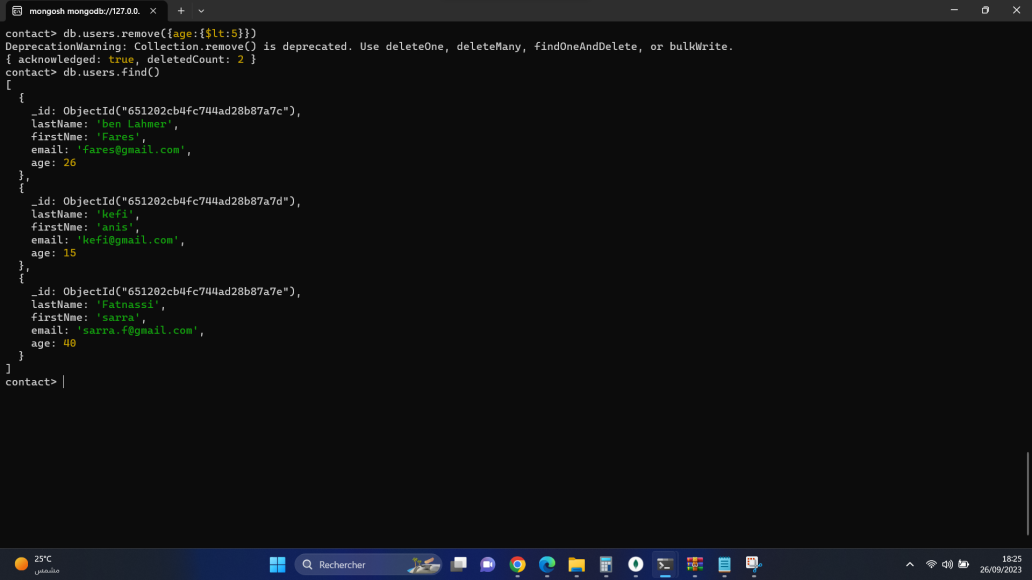 mongosh mongodb://127.0.0.
contact> db.users.remove({age:{$lt:5}})
DeprecationWarning: Collection.remove() is deprecated. Use deleteOne, deleteMany, findOneAndDelete, or bulkWrite.
{ acknowledged: true, deletedCount: 2 }
contact> db.users.find()
[
  {
    _id: ObjectId("651202cb4fc744ad28b87a7c"),
    lastName: 'ben Lahmer',
    firstNme: 'Fares',
    email: 'fares@gmail.com',
    age: 26
  },
  {
    _id: ObjectId("651202cb4fc744ad28b87a7d"),
    lastName: 'kefi',
    firstNme: 'anis',
    email: 'kefi@gmail.com',
    age: 15
  },
  {
    _id: ObjectId("651202cb4fc744ad28b87a7e"),
    lastName: 'Fatnassi',
    firstNme: 'sarra',
    email: 'sarra.f@gmail.com',
    age: 40
  }
]
contact>
25°C
مشمس
Rechercher
18:25
26/09/2023